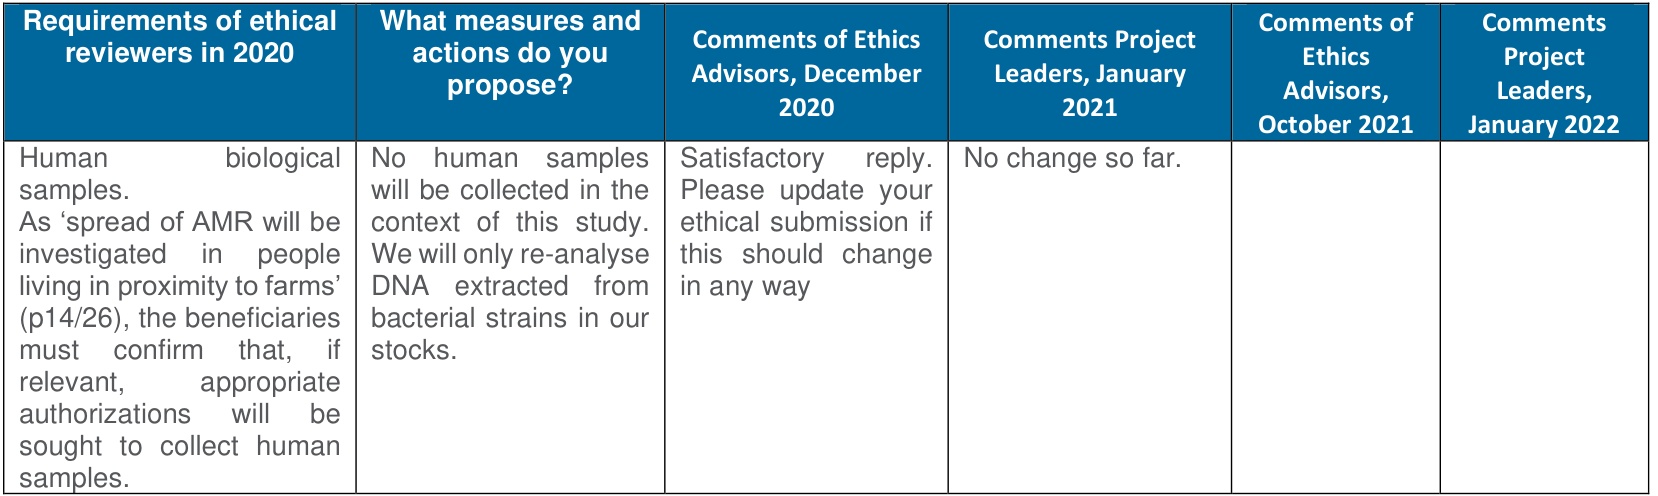 Requirements of ethical
reviewers in 2020
What measures and
actions do you
propose?
Comments of Ethics
Advisors, December
2020
Comments Project
Leaders, January
2021
Comments of
Ethics
Advisors,
October 2021
Comments
Project
Leaders,
January 2022
Human biological
samples.
As ‘spread of AMR will be
investigated in people
living in proximity to farms’
(p14/26), the beneficiaries
must confirm that, if
relevant, appropriate
authorizations will be
sought to collect human
samples.
No human samples
will be collected in the
context of this study.
We will only re-analyse
DNA extracted from
bacterial strains in our
stocks.
Satisfactory reply.
Please update your
ethical submission if
this should change
in any way
No change so far.